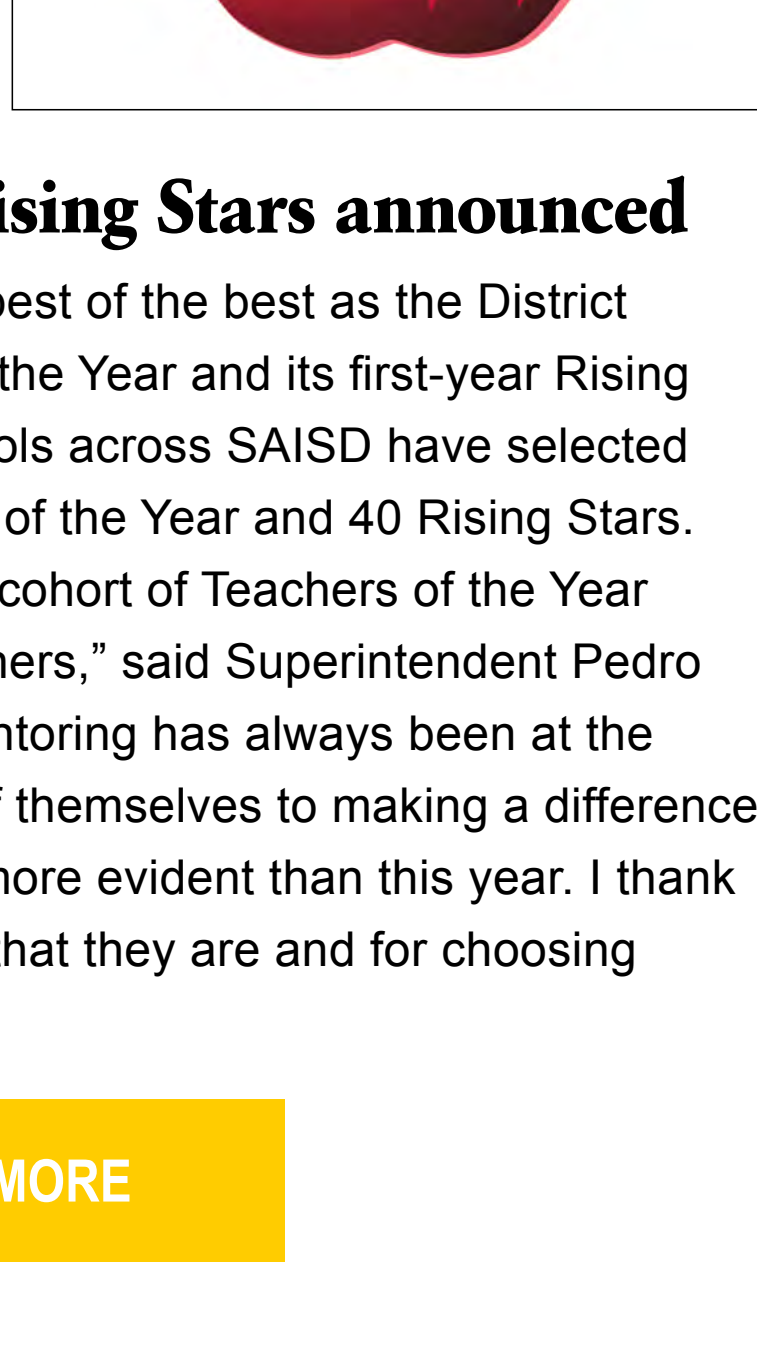 ising Stars announced
best of the best as the District
the Year and its first-year Rising
ols across SAISD have selected
of the Year and 40 Rising Stars.
cohort of Teachers of the Year
hers,” said Superintendent Pedro
ntoring has always been at the
f themselves to making a difference
more evident than this year. I thank
that they are and for choosing
MORE